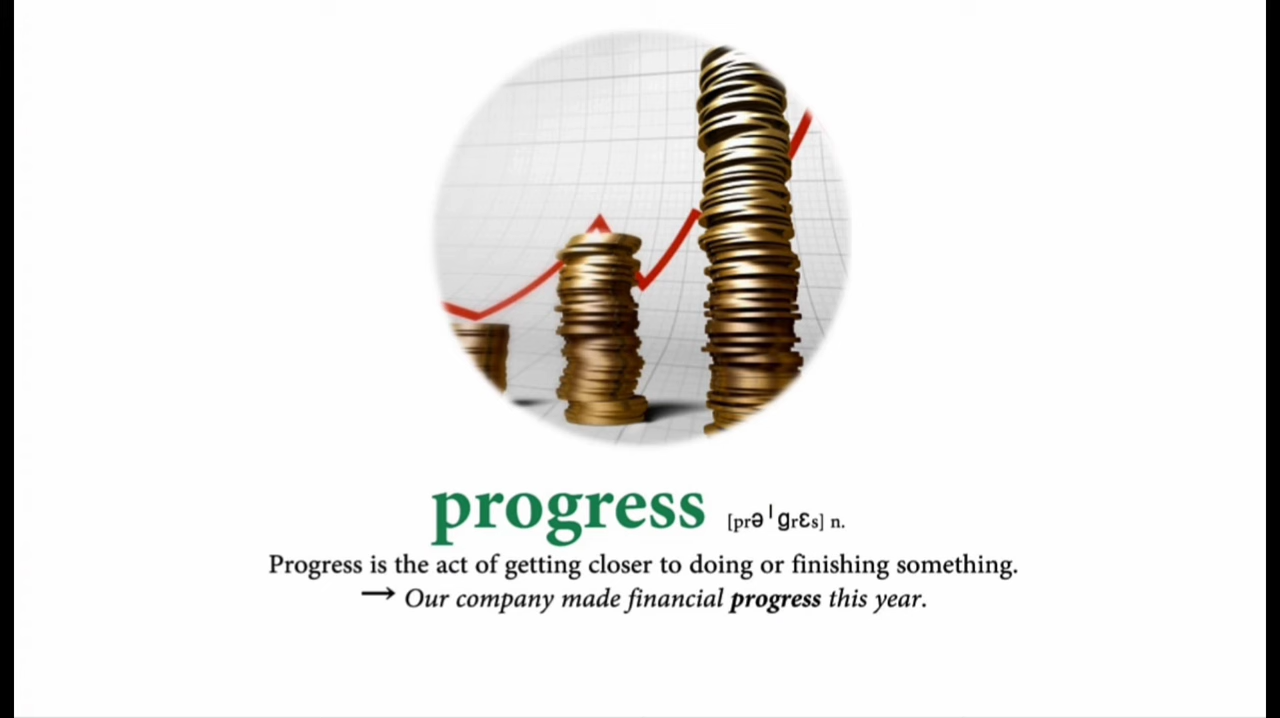 progress [prəˈgrɛs] n.
Progress is the act of getting closer to doing or finishing something.
→ Our company made financial progress this year.